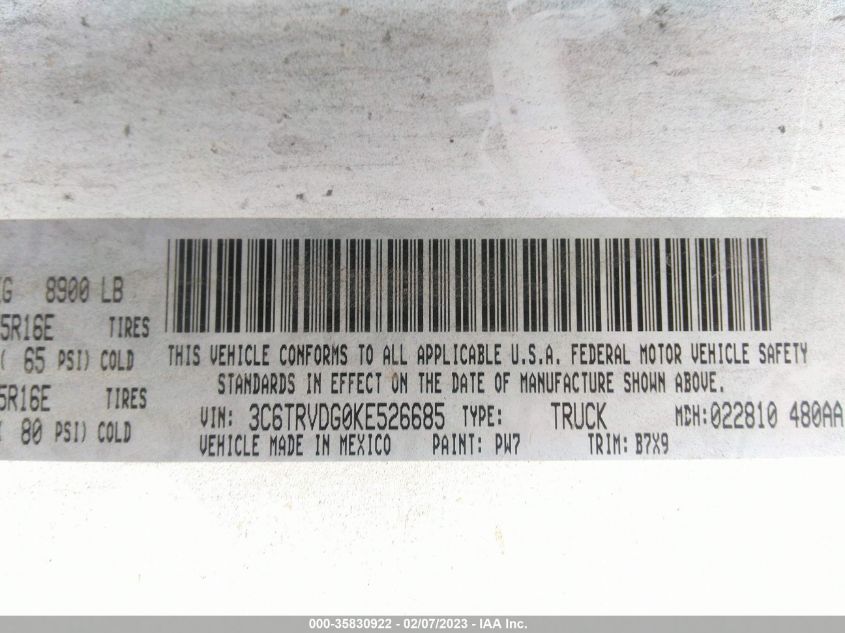 8900 LB
5R16E TIRES
65 PSI) COLD
5R16E TIRES
80 PSI) COLD
THIS VEHICLE CONFORMS TO ALL APPLICABLE U.S.A. FEDERAL MOTOR VEHICLE SAFETY
STANDARDS IN EFFECT ON THE DATE OF MANUFACTURE SHOWN ABOVE.
VIN: 3C6TRVDG0KE526685 TYPE: TRUCK MDH:022810 480AA
VEHICLE MADE IN MEXICO PAINT: PW7 TRIM: B7X9
000-35830922 - 02/07/2023 - IAA Inc.